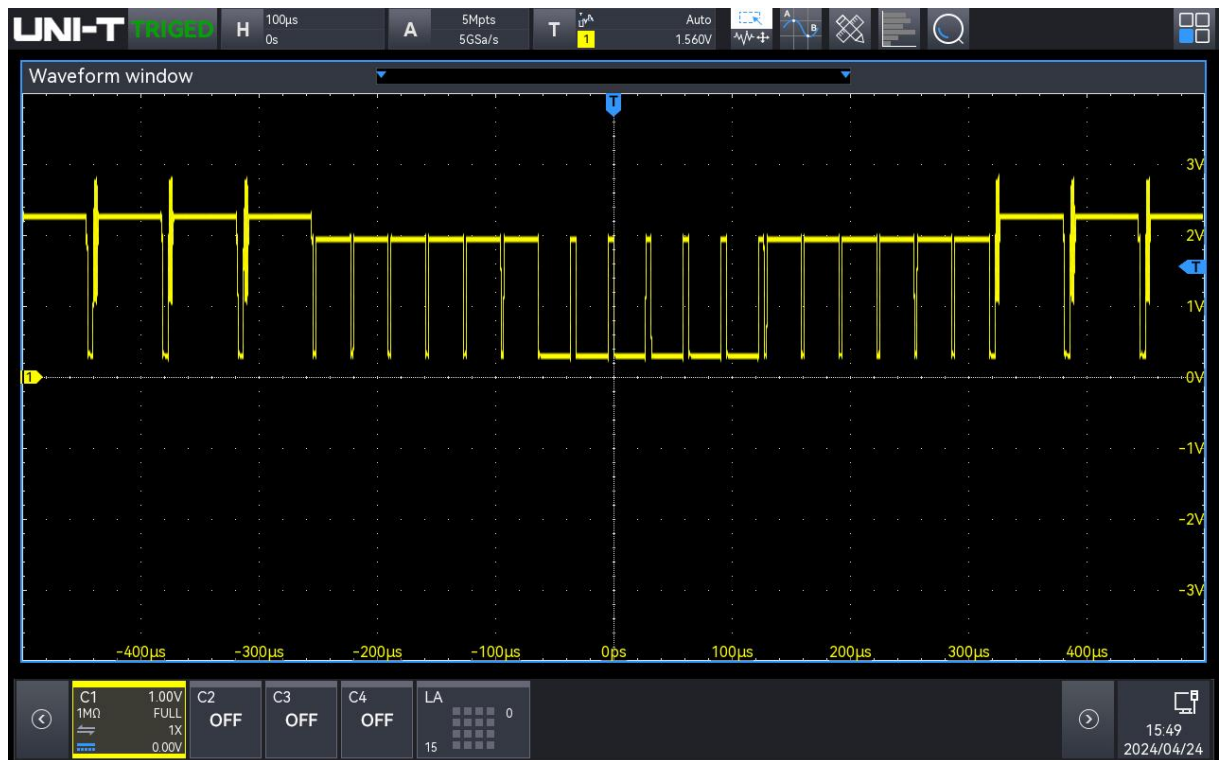 UNI-T TRIGED H 100μs 0s A 5Mpts 5GSa/s T 1 Auto 1.560V A B
Waveform window
T
3V
2V
T
1V
1 0V
-1V
-2V
-3V
-400μs -300μs -200μs -100μs 0ps 100μs 200μs 300μs 400μs
C1 1.00V C2 C3 C4 LA
1MΩ FULL OFF OFF OFF 0
1X
0.00V 15
15:49
2024/04/24